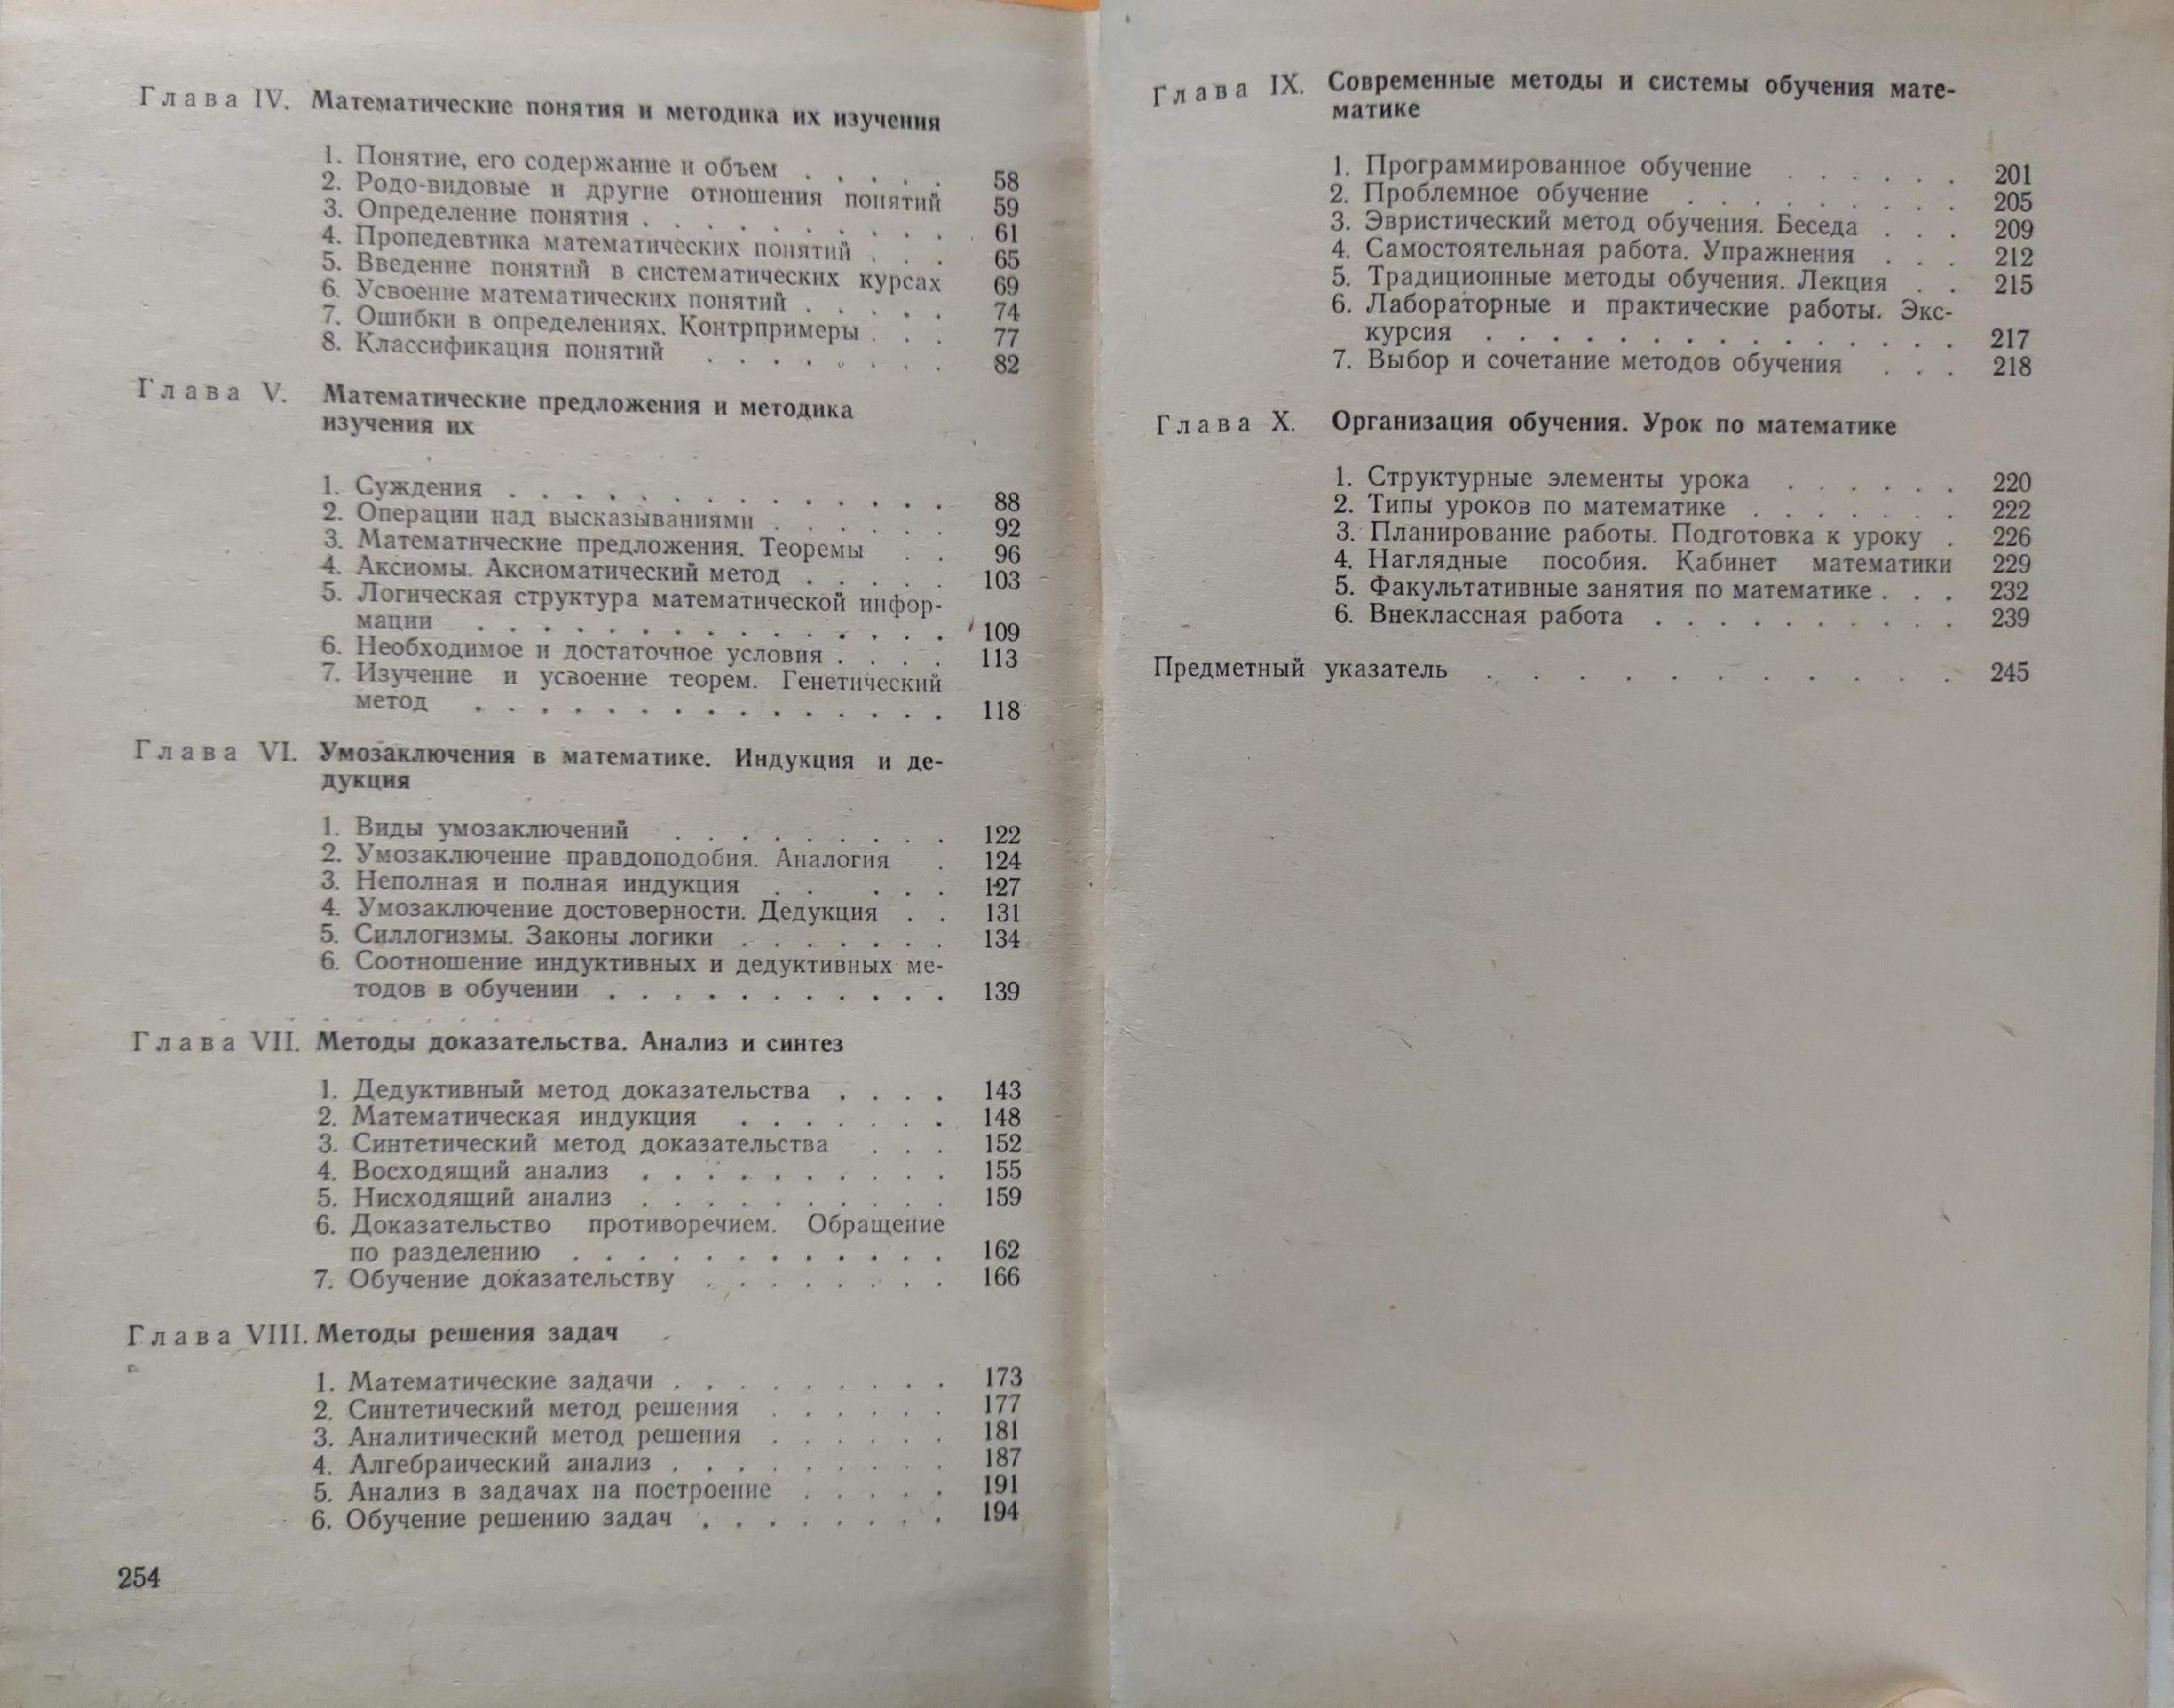 Глава IV. Математические понятия и методика их изучения
1. Понятие, его содержание и объем . . . . . 58
2. Родо-видовые и другие отношения понятий 59
3. Определение понятия . . . . . . . . . . 61
4. Пропедевтика математических понятий . . . 65
5. Введение понятий в систематических курсах 69
6. Усвоение математических понятий . . . . . 74
7. Ошибки в определениях. Контрпримеры . . . 77
8. Классификация понятий . . . . . . . . 82
Глава V. Математические предложения и методика
изучения их
1. Суждения . . . . . . . . . . . . . . 88
2. Операции над высказываниями . . . . . . 92
3. Математические предложения. Теоремы . . 96
4. Аксиомы. Аксиоматический метод . . . . . 103
5. Логическая структура математической инфор-
мации . . . . . . . . . . . . . . . 109
6. Необходимое и достаточное условия . . . . 113
7. Изучение и усвоение теорем. Генетический
метод . . . . . . . . . . . . . . . 118
Глава VI. Умозаключения в математике. Индукция и де-
дукция
1. Виды умозаключений . . . . . . . . . 122
2. Умозаключение правдоподобия. Аналогия . 124
3. Неполная и полная индукция . . . . . 127
4. Умозаключение достоверности. Дедукция . . 131
5. Силлогизмы. Законы логики . . . . . . . 134
6. Соотношение индуктивных и дедуктивных ме-
тодов в обучении . . . . . . . . . . . 139
Глава VII. Методы доказательства. Анализ и синтез
1. Дедуктивный метод доказательства . . . . 143
2. Математическая индукция . . . . . . . 148
3. Синтетический метод доказательства . . . 152
4. Восходящий анализ . . . . . . . . . . 155
5. Нисходящий анализ . . . . . . . . . . 159
6. Доказательство противоречием. Обращение
по разделению . . . . . . . . . . . . 162
7. Обучение доказательству . . . . . . . . 166
Глава VIII. Методы решения задач
1. Математические задачи . . . . . . . . . 173
2. Синтетический метод решения . . . . . . 177
3. Аналитический метод решения . . . . . . 181
4. Алгебраический анализ . . . . . . . . . 187
5. Анализ в задачах на построение . . . . . 191
6. Обучение решению задач . . . . . . . . 194
254
Глава IX. Современные методы и системы обучения мате-
матике
1. Программированное обучение . . . . . . 201
2. Проблемное обучение . . . . . . . . . 205
3. Эвристический метод обучения. Беседа . . . 209
4. Самостоятельная работа. Упражнения . . . 212
5. Традиционные методы обучения. Лекция . . 215
6. Лабораторные и практические работы. Экс-
курсия . . . . . . . . . . . . . . . 217
7. Выбор и сочетание методов обучения . . . 218
Глава X. Организация обучения. Урок по математике
1. Структурные элементы урока . . . . . . 220
2. Типы уроков по математике . . . . . . . 222
3. Планирование работы. Подготовка к уроку . 226
4. Наглядные пособия. Кабинет математики 229
5. Факультативные занятия по математике . . . 232
6. Внеклассная работа . . . . . . . . . . 239
Предметный указатель . . . . . . . . . . . 245